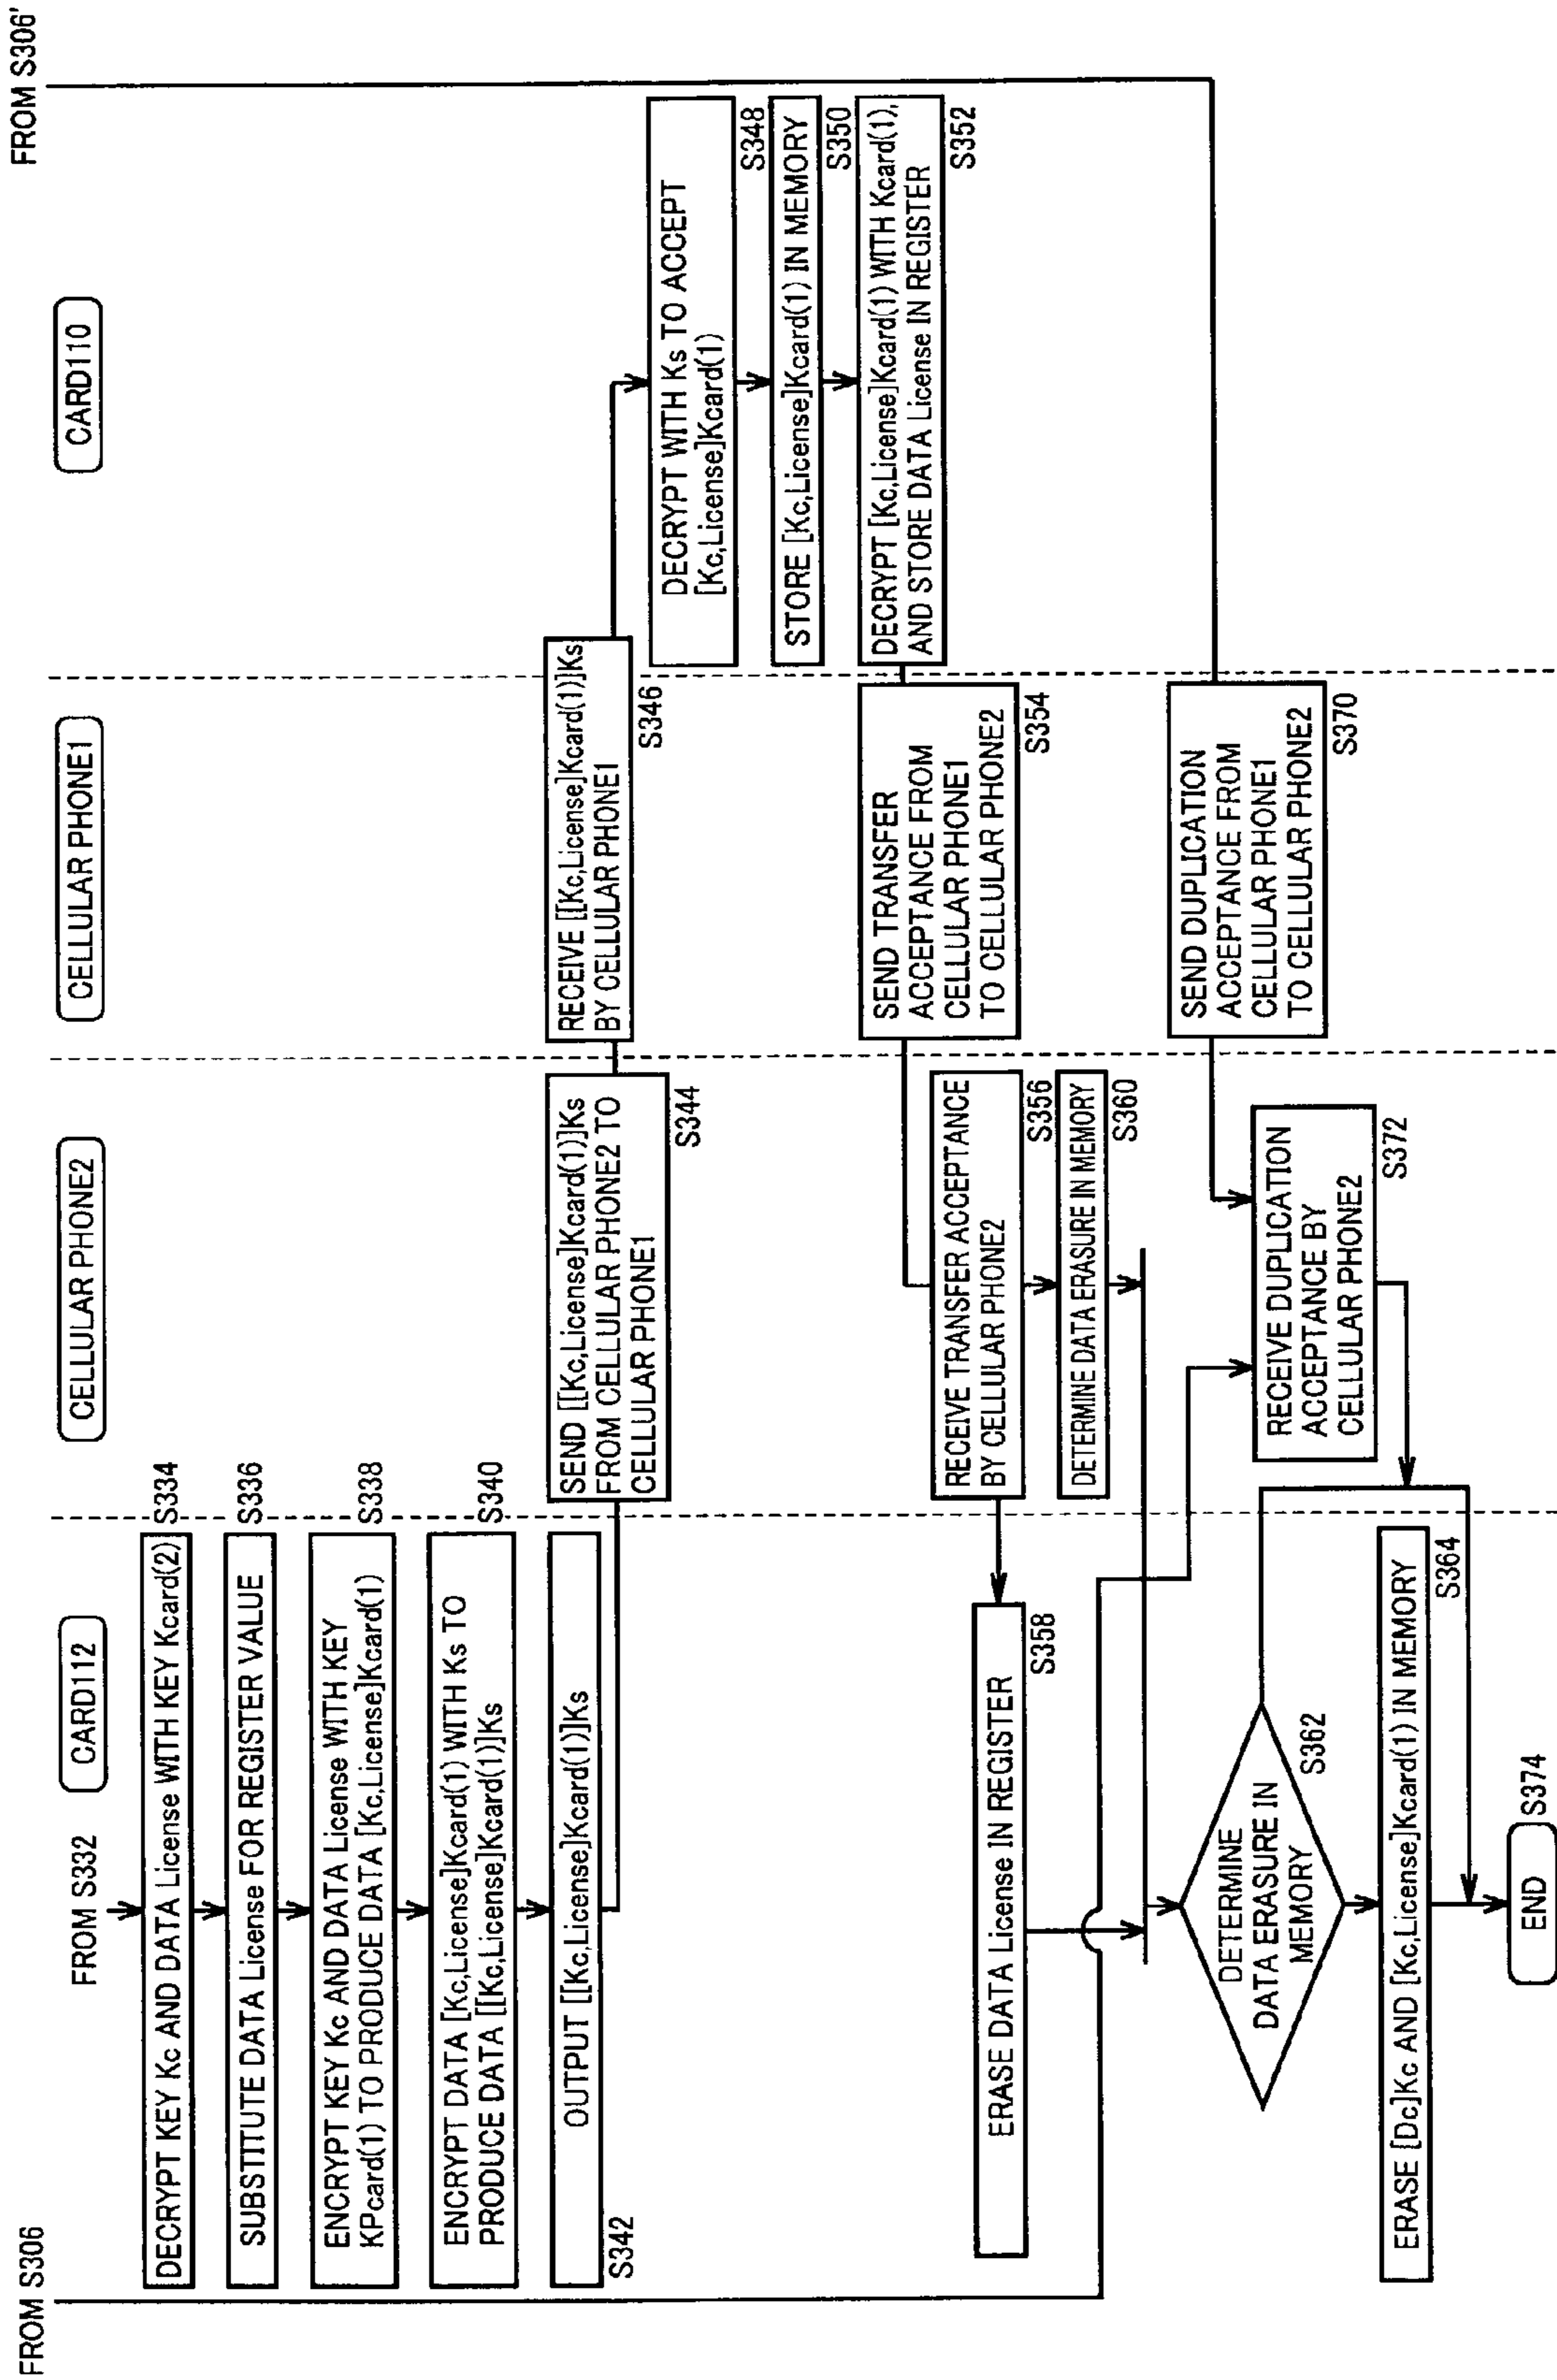 FROM S306
FROM S306'
CARD112
CELLULAR PHONE2
CELLULAR PHONE1
CARD110
FROM S332
DECRYPT KEY Kc AND DATA License WITH KEY Kcard(2)
S334
SUBSTITUTE DATA License FOR REGISTER VALUE
S336
ENCRYPT KEY Kc AND DATA License WITH KEY
KPcard(1) TO PRODUCE DATA [Kc,License]Kcard(1)
S338
ENCRYPT DATA [Kc,License]Kcard(1) WITH Ks TO
PRODUCE DATA [[Kc,License]Kcard(1)]Ks
S340
OUTPUT [[Kc,License]Kcard(1)]Ks
S342
SEND [[Kc,License]Kcard(1)]Ks
FROM CELLULAR PHONE2 TO
CELLULAR PHONE1
S344
RECEIVE [[Kc,License]Kcard(1)]Ks
BY CELLULAR PHONE1
S346
DECRYPT WITH Ks TO ACCEPT
[Kc,License]Kcard(1)
S348
STORE [Kc,License]Kcard(1) IN MEMORY
S350
DECRYPT [Kc,License]Kcard(1) WITH Kcard(1),
AND STORE DATA License IN REGISTER
S352
SEND TRANSFER
ACCEPTANCE FROM
CELLULAR PHONE1
TO CELLULAR PHONE2
S354
RECEIVE TRANSFER ACCEPTANCE
BY CELLULAR PHONE2
S356
ERASE DATA License IN REGISTER
S358
DETERMINE DATA ERASURE IN MEMORY
S360
DETERMINE
DATA ERASURE IN
MEMORY
S362
ERASE [Dc]Kc AND [Kc,License]Kcard(1) IN MEMORY
S364
SEND DUPLICATION
ACCEPTANCE FROM
CELLULAR PHONE1
TO CELLULAR PHONE2
S370
RECEIVE DUPLICATION
ACCEPTANCE BY
CELLULAR PHONE2
S372
END
S374